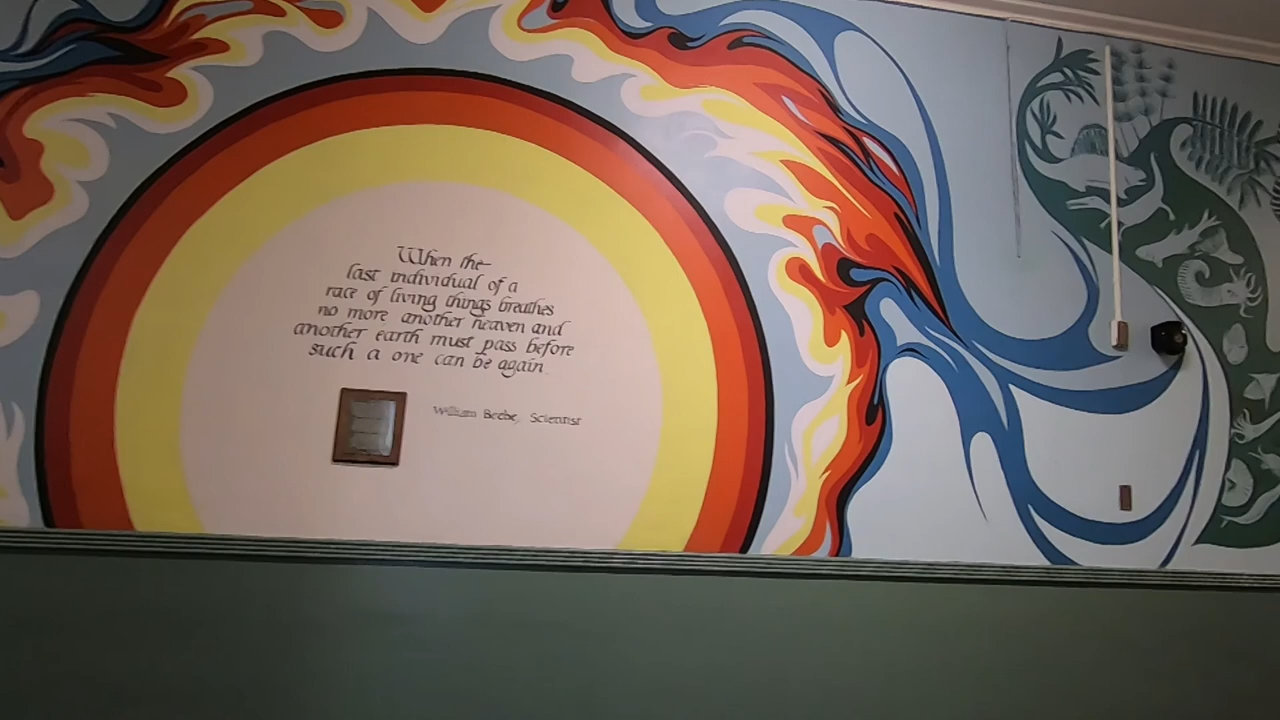 When the
last individual of a
race of living things breathes
no more another heaven and
another earth must pass before
such a one can be again.
William Beebe, Scientist